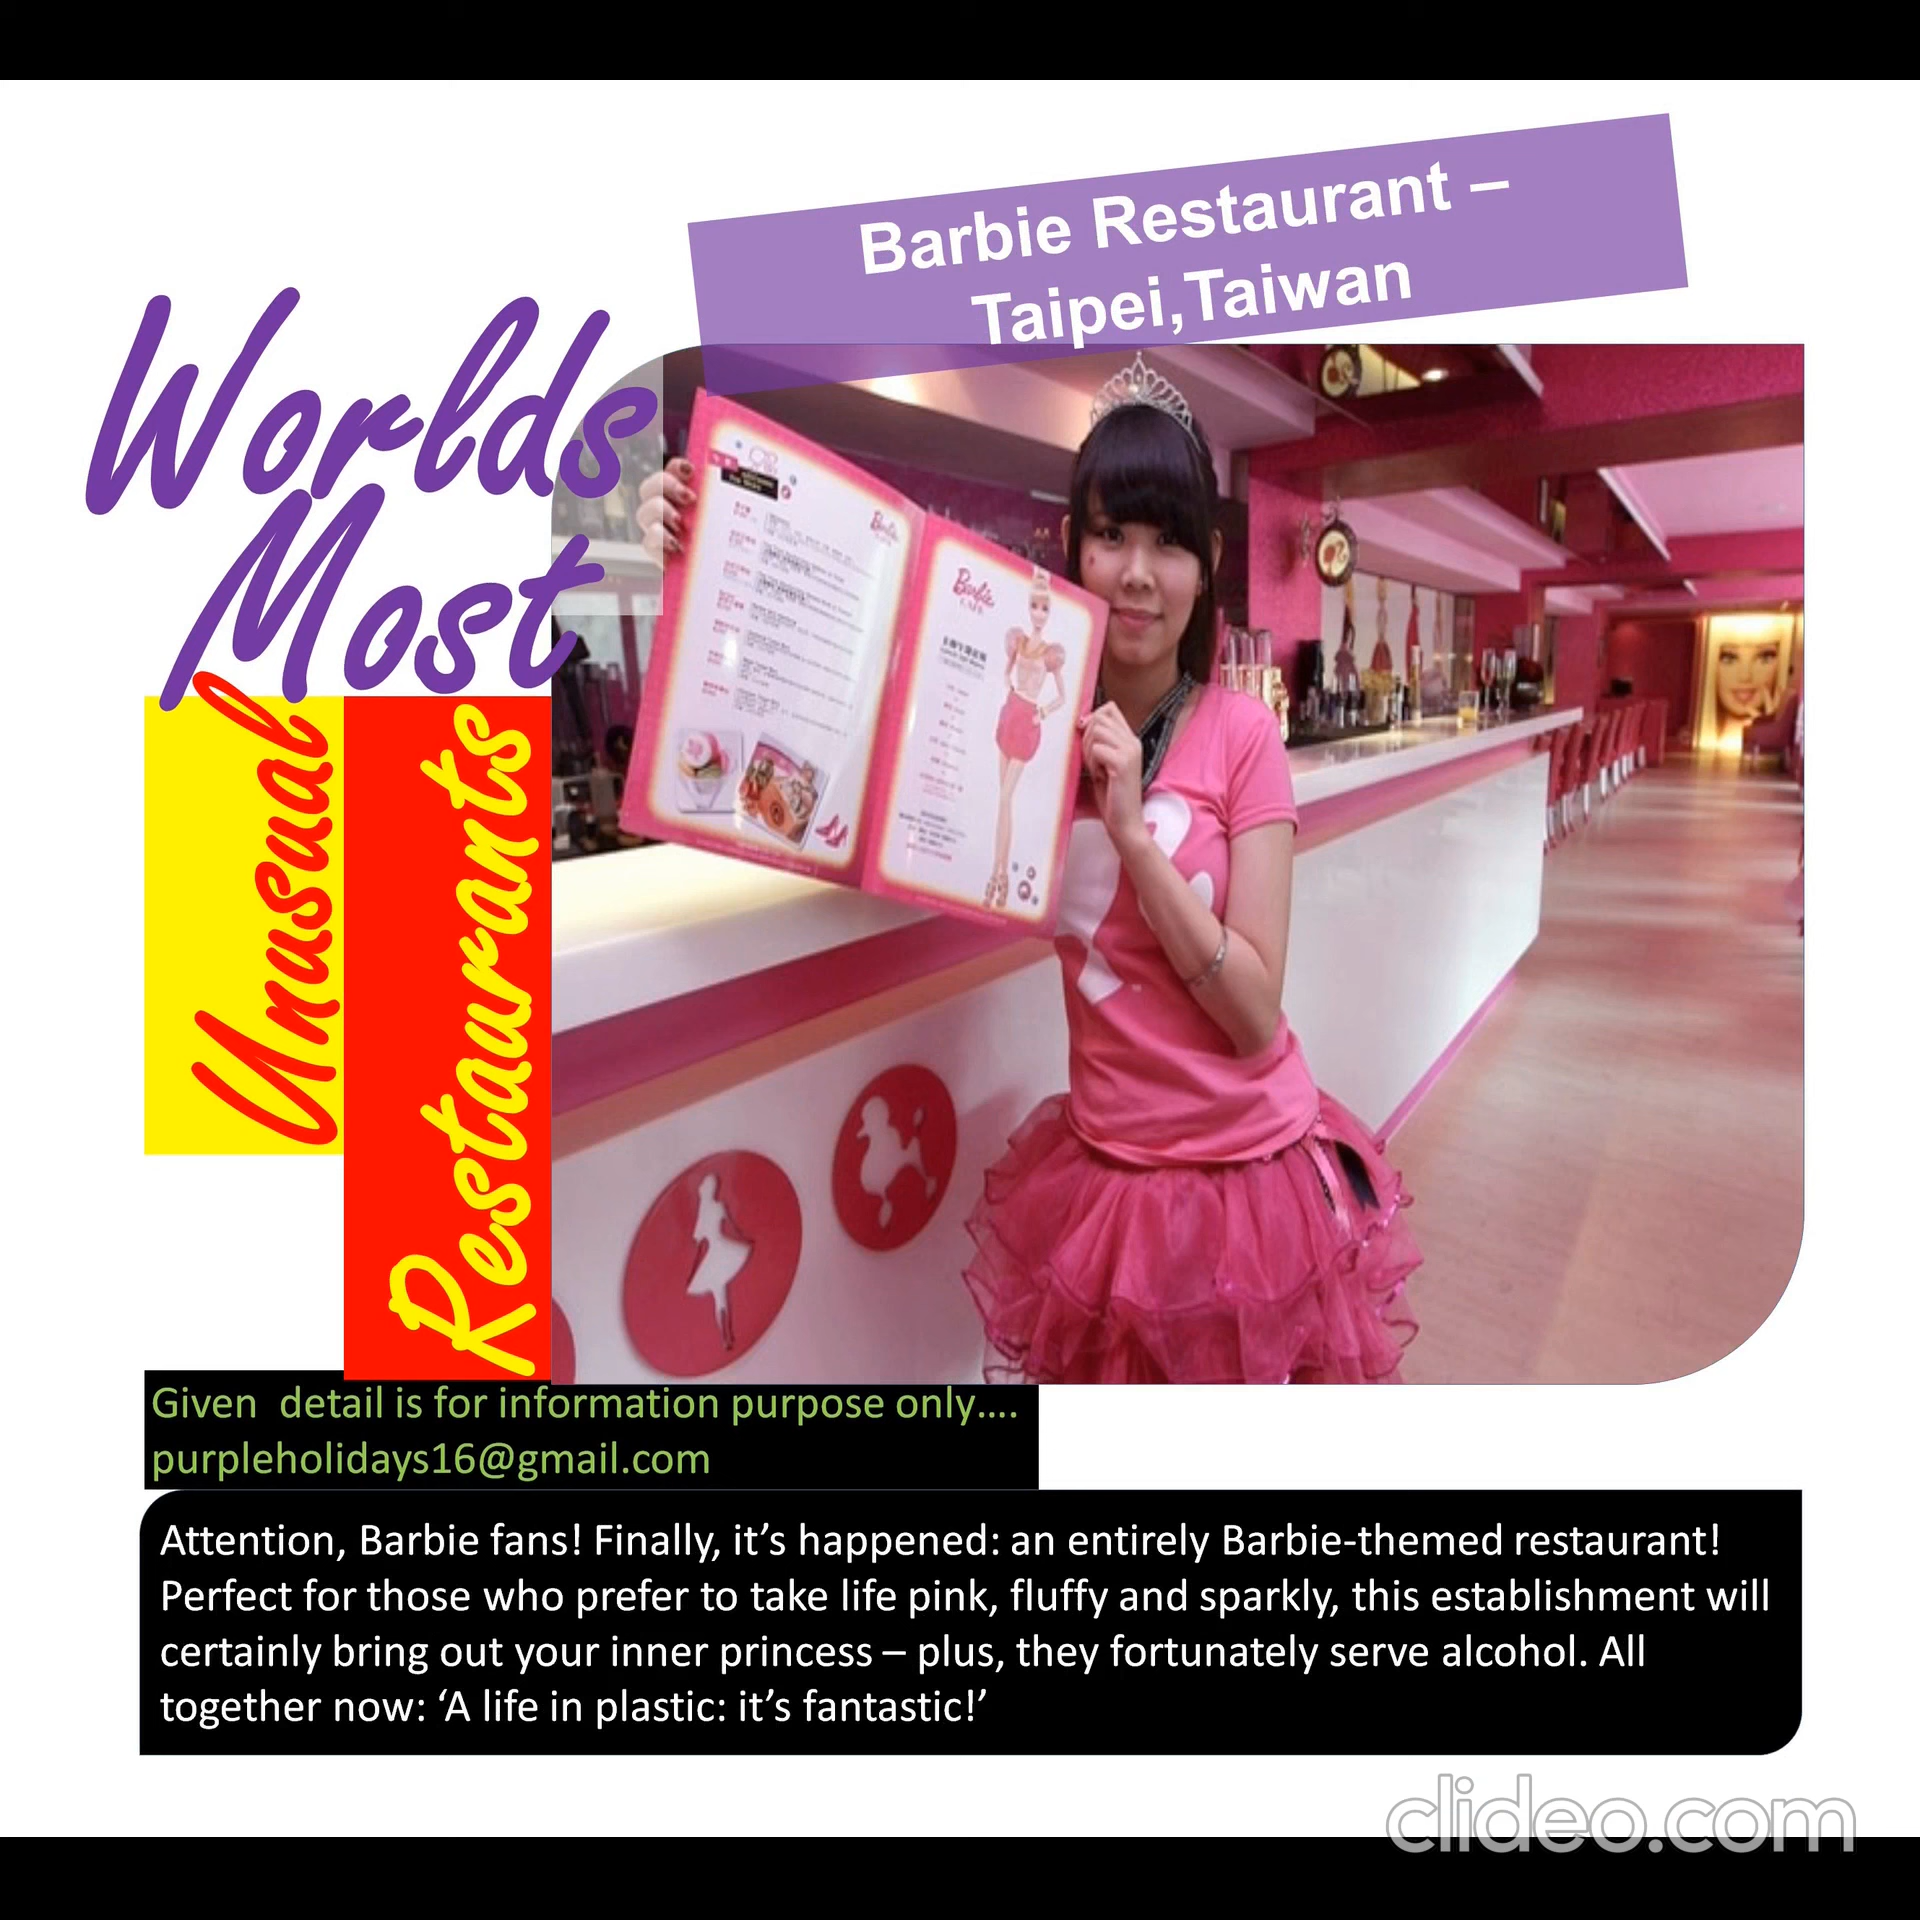 Barbie Restaurant –
Taipei,Taiwan
Worlds
Most
Unusual
Restaurants
Barbie
Barbie
CAFE
Given  detail is for information purpose only....
purpleholidays16@gmail.com
Attention, Barbie fans! Finally, it’s happened: an entirely Barbie-themed restaurant!
Perfect for those who prefer to take life pink, fluffy and sparkly, this establishment will
certainly bring out your inner princess – plus, they fortunately serve alcohol. All
together now: ‘A life in plastic: it’s fantastic!’
clideo.com